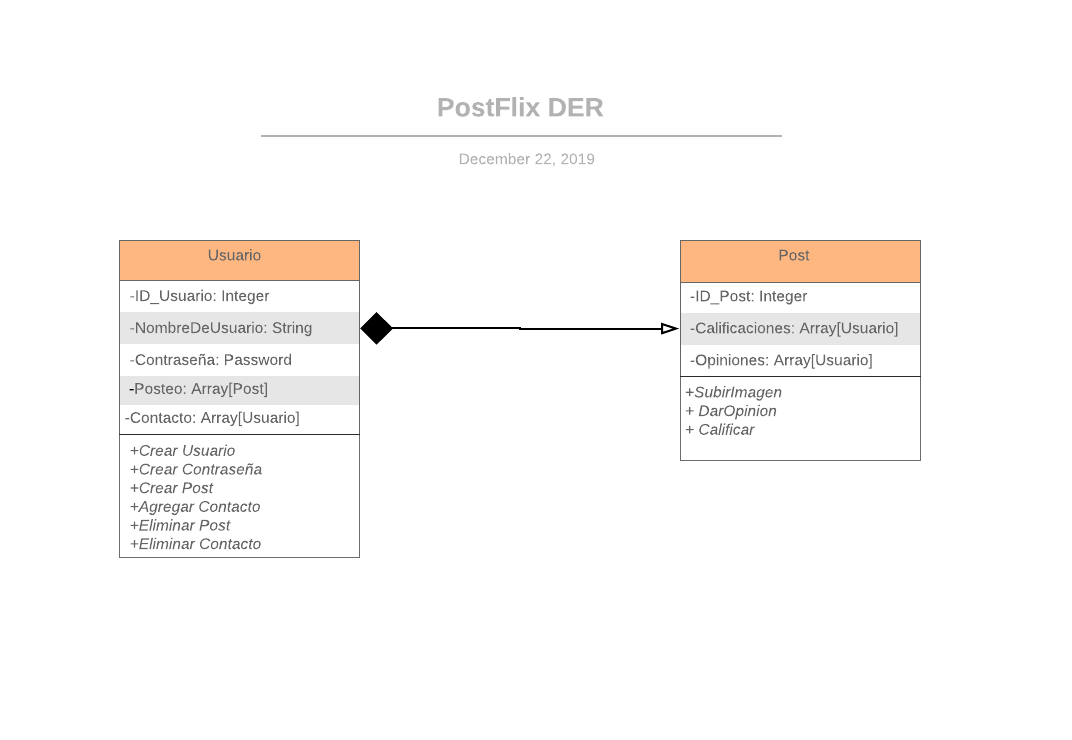 PostFlix DER
December 22, 2019
Usuario
-ID_Usuario: Integer
-NombreDeUsuario: String
-Contraseña: Password
-Posteo: Array[Post]
-Contacto: Array[Usuario]
+Crear Usuario
+Crear Contraseña
+Crear Post
+Agregar Contacto
+Eliminar Post
+Eliminar Contacto
Post
-ID_Post: Integer
-Calificaciones: Array[Usuario]
-Opiniones: Array[Usuario]
+SubirImagen
+ DarOpinion
+ Calificar